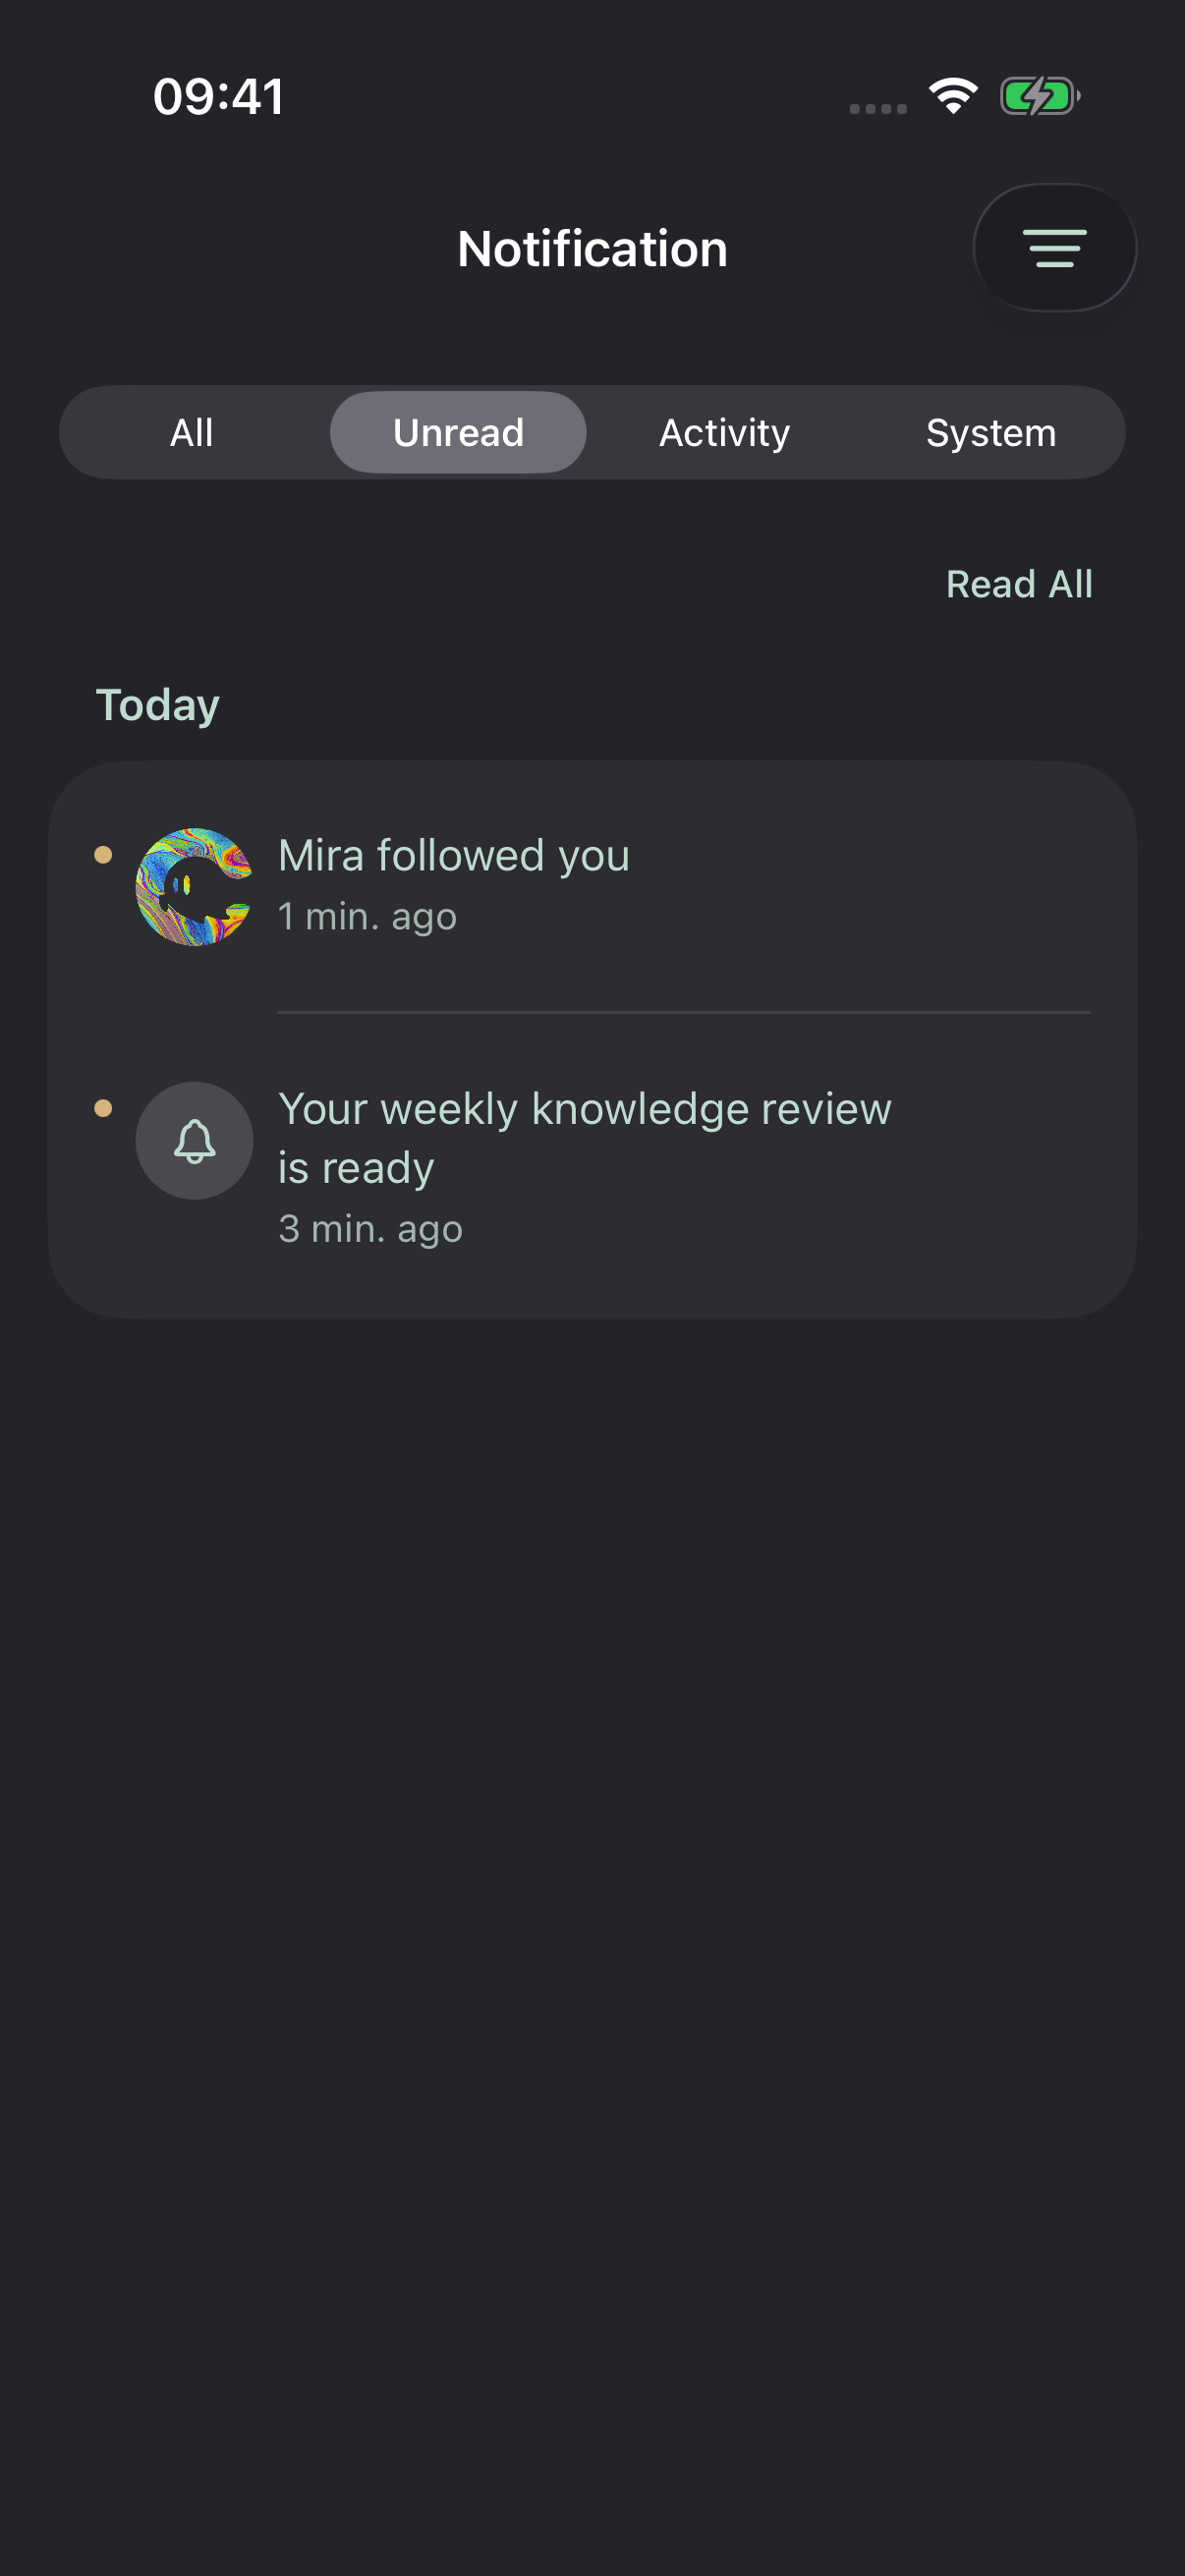 09:41
Notification
All
Unread
Activity
System
Read All
Today
Mira followed you
1 min. ago
Your weekly knowledge review
is ready
3 min. ago